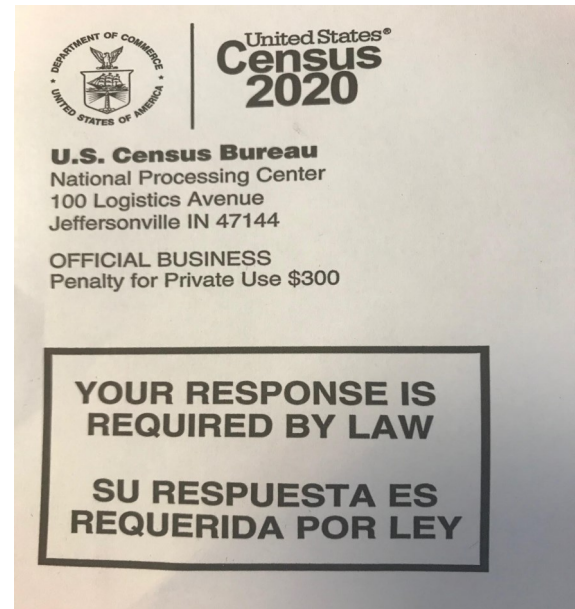 DEPARTMENT OF COMMERCE
UNITED STATES OF AMERICA
United States®
Census
2020
U.S. Census Bureau
National Processing Center
100 Logistics Avenue
Jeffersonville IN 47144
OFFICIAL BUSINESS
Penalty for Private Use $300
YOUR RESPONSE IS
REQUIRED BY LAW
SU RESPUESTA ES
REQUERIDA POR LEY